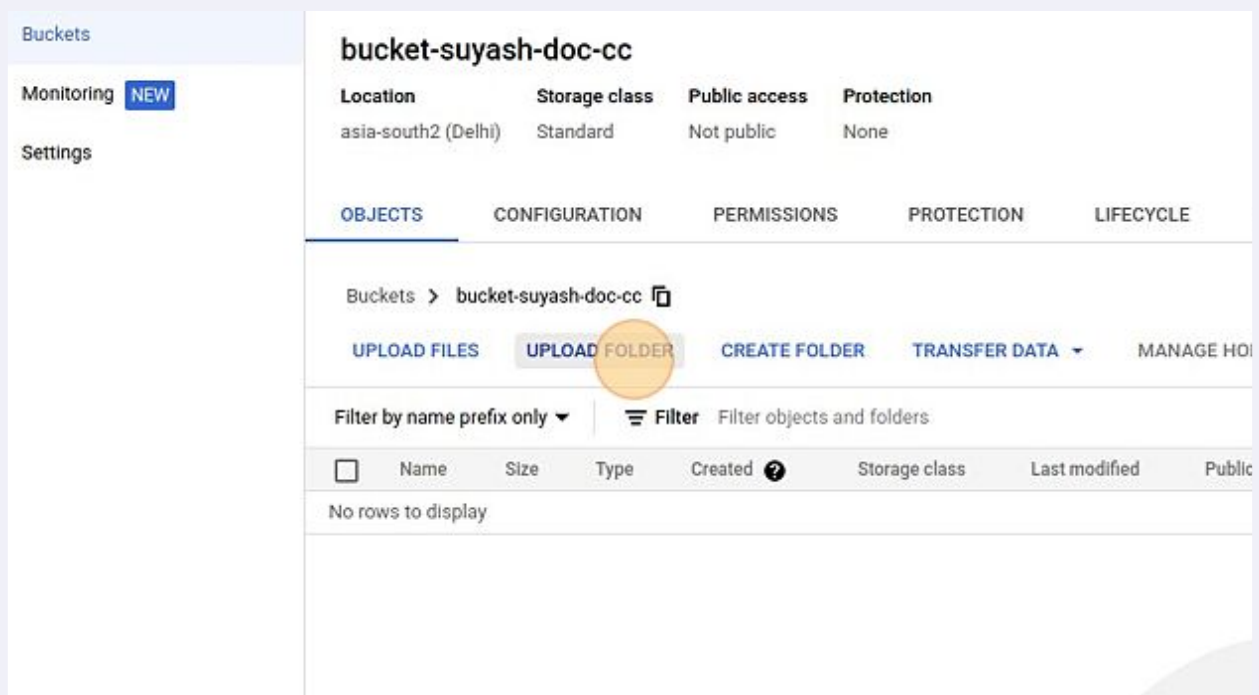 Buckets
Monitoring NEW
Settings
bucket-suyash-doc-cc
Location Storage class Public access Protection
asia-south2 (Delhi) Standard Not public None
OBJECTS CONFIGURATION PERMISSIONS PROTECTION LIFECYCLE
Buckets > bucket-suyash-doc-cc
UPLOAD FILES UPLOAD FOLDER CREATE FOLDER TRANSFER DATA MANAGE
Filter by name prefix only Filter Filter objects and folders
Name Size Type Created Storage class Last modified Public
No rows to display